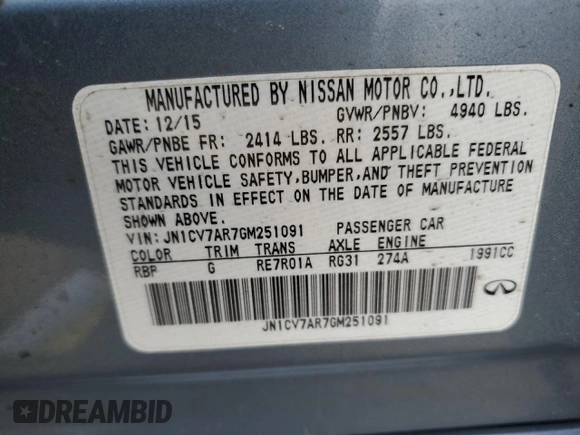 MANUFACTURED BY NISSAN MOTOR CO.,LTD.
DATE: 12/15 GVWR/PNBV: 4940 LBS.
GAWR/PNBE FR: 2414 LBS. RR: 2557 LBS.
THIS VEHICLE CONFORMS TO ALL APPLICABLE FEDERAL
MOTOR VEHICLE SAFETY,BUMPER,AND THEFT PREVENTION
STANDARDS IN EFFECT ON THE DATE OF MANUFACTURE
SHOWN ABOVE.
VIN: JN1CV7AR7GM251091 PASSENGER CAR
COLOR TRIM TRANS AXLE ENGINE
RBP G RE7R01A RG31 274A 1991CC
JN1CV7AR7GM251091
DREAMBID